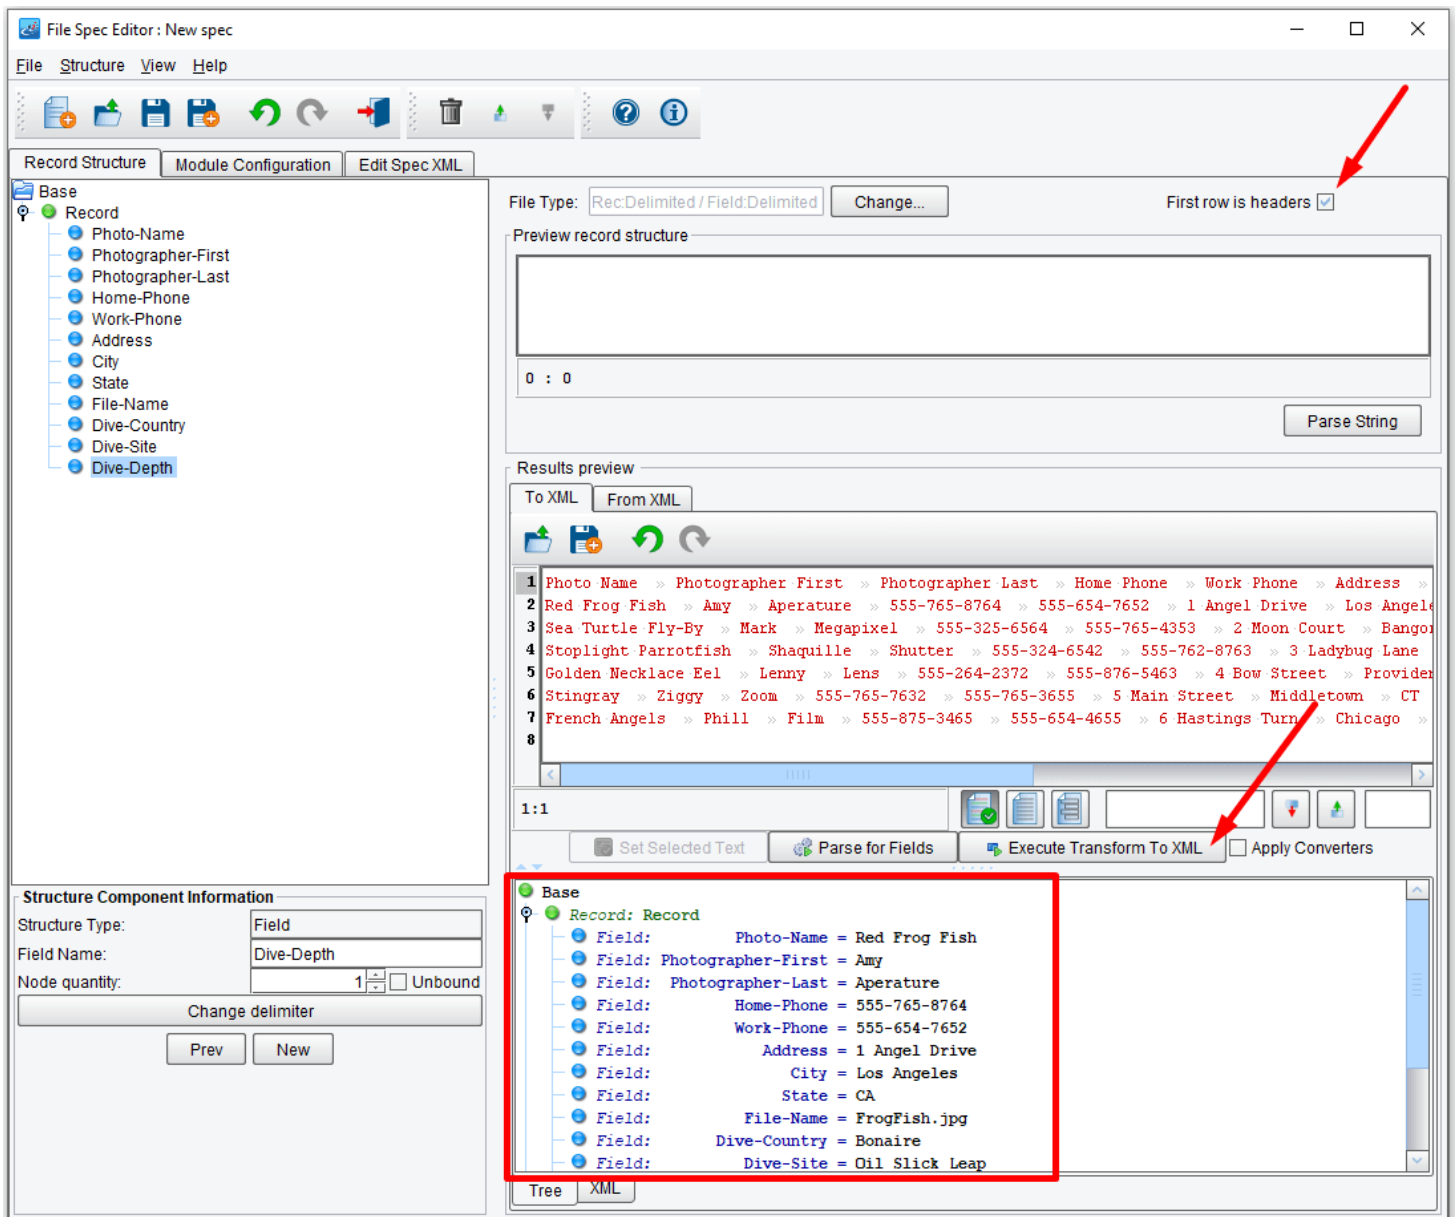 File Spec Editor : New spec
File Structure View Help
Record Structure Module Configuration Edit Spec XML
Base
Record
Photo-Name
Photographer-First
Photographer-Last
Home-Phone
Work-Phone
Address
City
State
File-Name
Dive-Country
Dive-Site
Dive-Depth
Structure Component Information
Structure Type: Field
Field Name: Dive-Depth
Node quantity: 1 Unbound
Change delimiter
Prev New
File Type: Rec:Delimited / Field:Delimited Change... First row is headers
Preview record structure
0 : 0
Parse String
Results preview
To XML From XML
1 Photo Name » Photographer First » Photographer Last » Home Phone » Work Phone » Address »
2 Red Frog Fish » Amy » Aperature » 555-765-8764 » 555-654-7652 » 1 Angel Drive » Los Angele
3 Sea Turtle Fly-By » Mark » Megapixel » 555-325-6564 » 555-765-4353 » 2 Moon Court » Bangor
4 Stoplight Parrotfish » Shaquille » Shutter » 555-324-6542 » 555-762-8763 » 3 Ladybug Lane
5 Golden Necklace Eel » Lenny » Lens » 555-264-2372 » 555-876-5463 » 4 Bow Street » Provider
6 Stingray » Ziggy » Zoom » 555-765-7632 » 555-765-3655 » 5 Main Street » Middletown » CT
7 French Angels » Phill » Film » 555-875-3465 » 555-654-4655 » 6 Hastings Turn » Chicago »
8
1:1
Set Selected Text Parse for Fields Execute Transform To XML Apply Converters
Base
Record: Record
Field: Photo-Name = Red Frog Fish
Field: Photographer-First = Amy
Field: Photographer-Last = Aperature
Field: Home-Phone = 555-765-8764
Field: Work-Phone = 555-654-7652
Field: Address = 1 Angel Drive
Field: City = Los Angeles
Field: State = CA
Field: File-Name = FrogFish.jpg
Field: Dive-Country = Bonaire
Field: Dive-Site = Oil Slick Leap
Tree XML